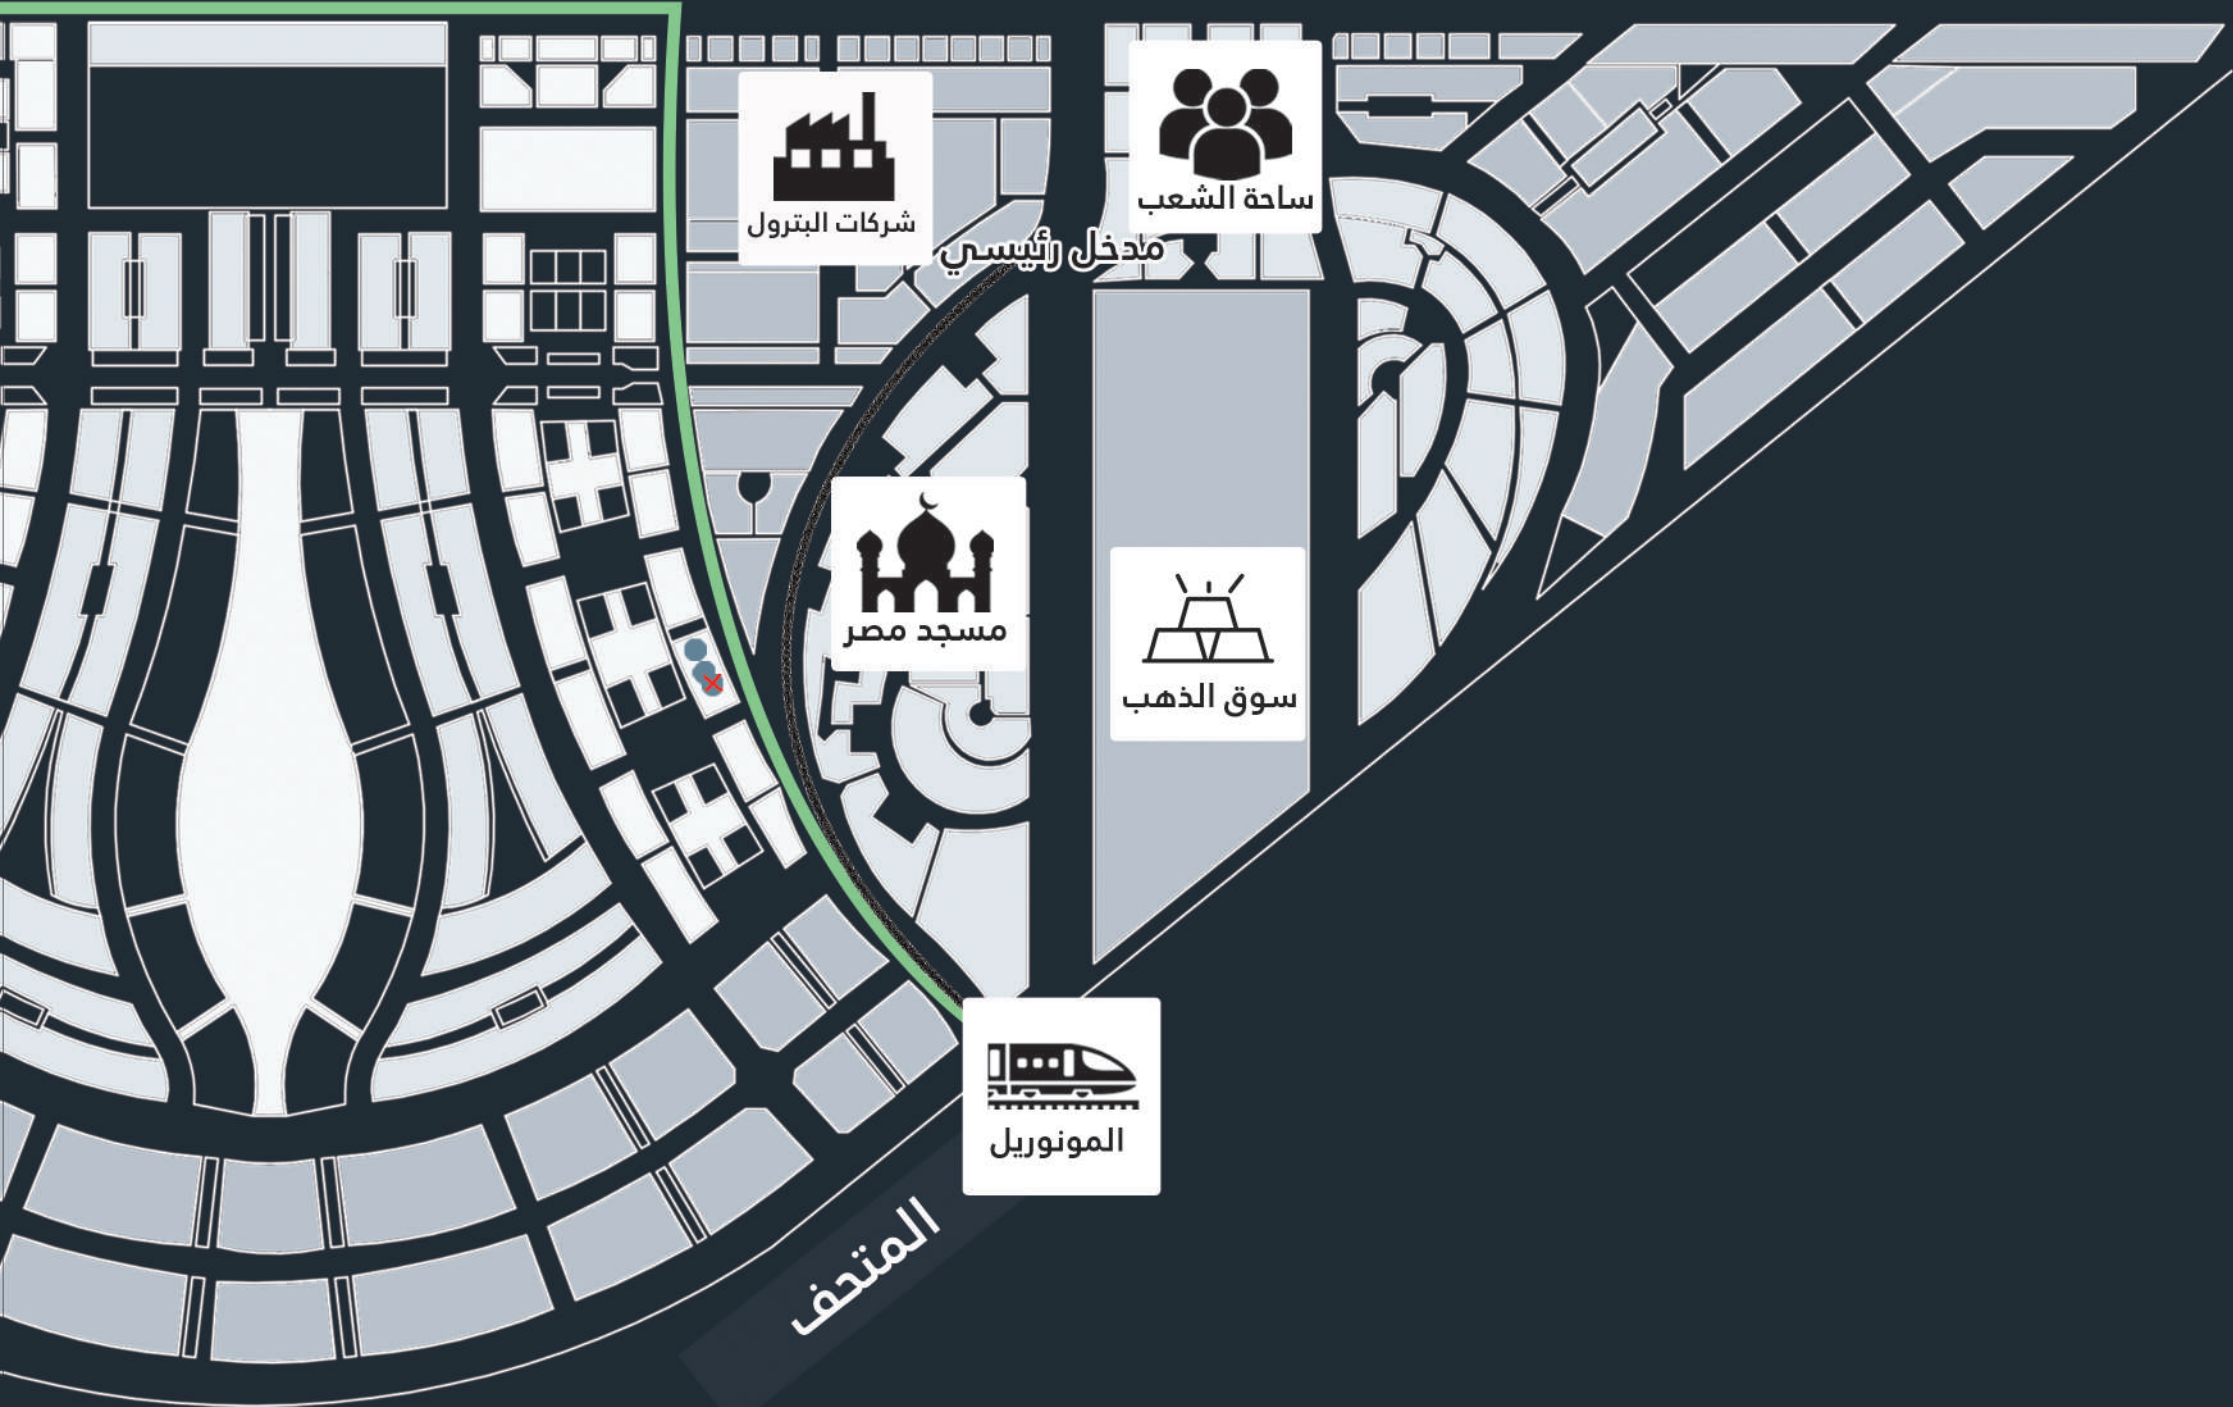 ساحة الشعب
شركات البترول
مدخل رئيسي
مسجد مصر
سوق الذهب
المونوريل
المتحف